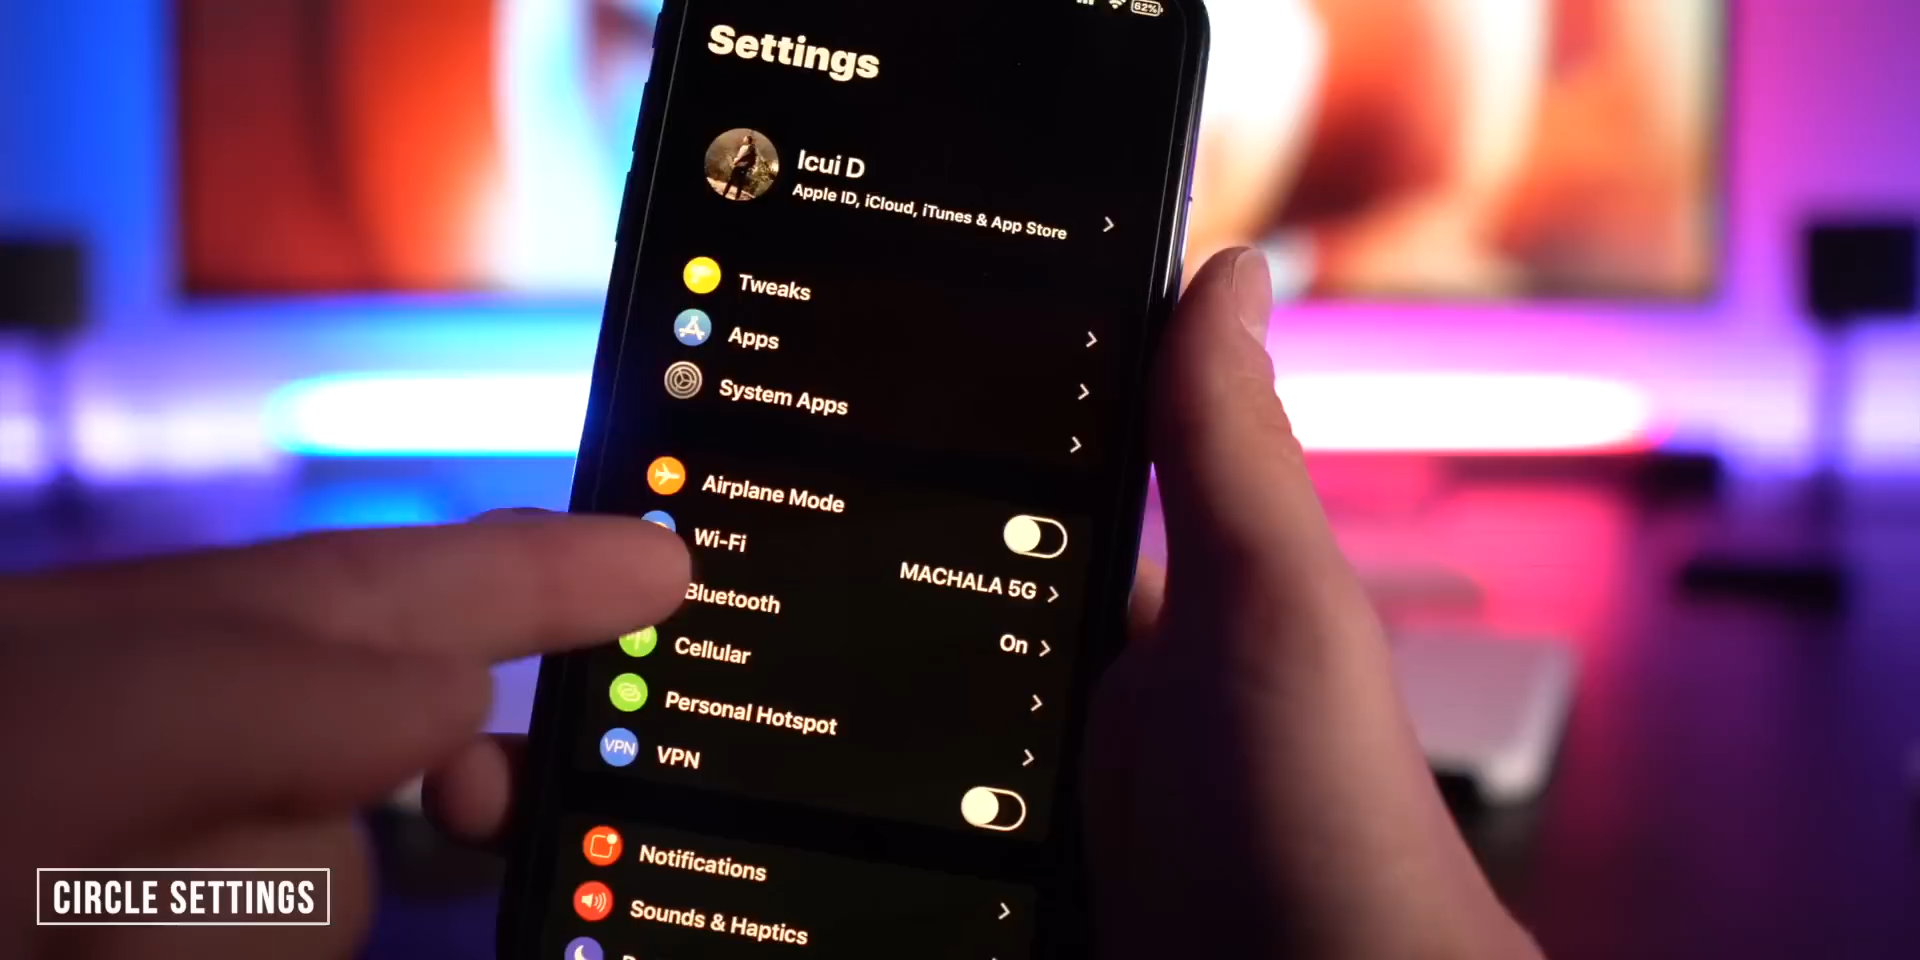 62%
Settings
Icui D
Apple ID, iCloud, iTunes & App Store
Tweaks
Apps
System Apps
Airplane Mode
Wi-Fi
MACHALA 5G
Bluetooth
On
Cellular
Personal Hotspot
VPN VPN
Notifications
Sounds & Haptics
CIRCLE SETTINGS